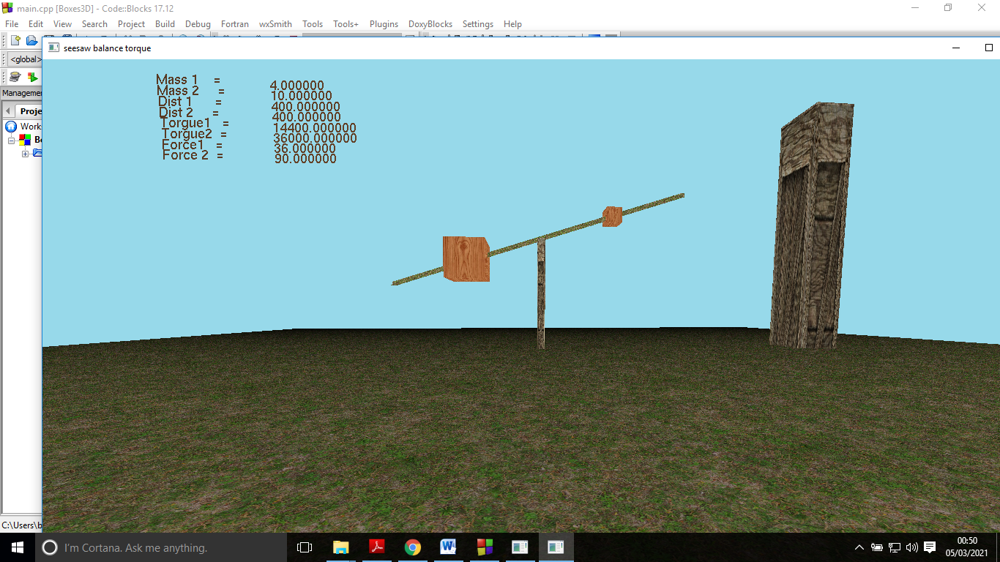 main.cpp [Boxes3D] - Code::Blocks 17.12
File Edit View Search Project Build Debug Fortran wxSmith Tools Tools+ Plugins DoxyBlocks Settings Help
seesaw balance torque
<global>
Managemen
Proje
Works
Bo
C:\Users\b
Mass 1 = 4.000000
Mass 2 = 10.000000
Dist 1 = 400.000000
Dist 2 = 400.000000
Torgue1 = 14400.000000
Torgue2 = 36000.000000
Force1 = 36.000000
Force 2 = 90.000000
I'm Cortana. Ask me anything.
00:50
05/03/2021